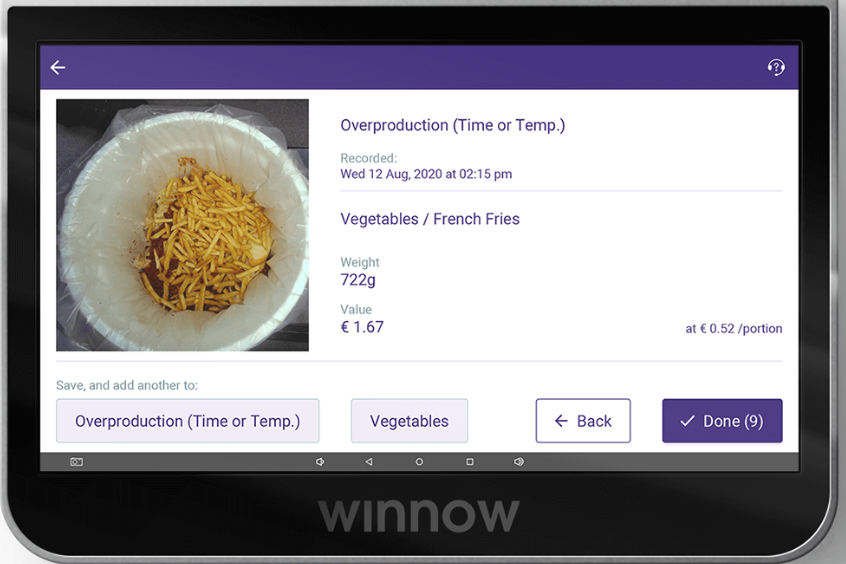 Overproduction (Time or Temp.)
Recorded:
Wed 12 Aug, 2020 at 02:15 pm
Vegetables / French Fries
Weight
722g
Value
€ 1.67
at € 0.52 /portion
Save, and add another to:
Overproduction (Time or Temp.)
Vegetables
Back
Done (9)
winnow